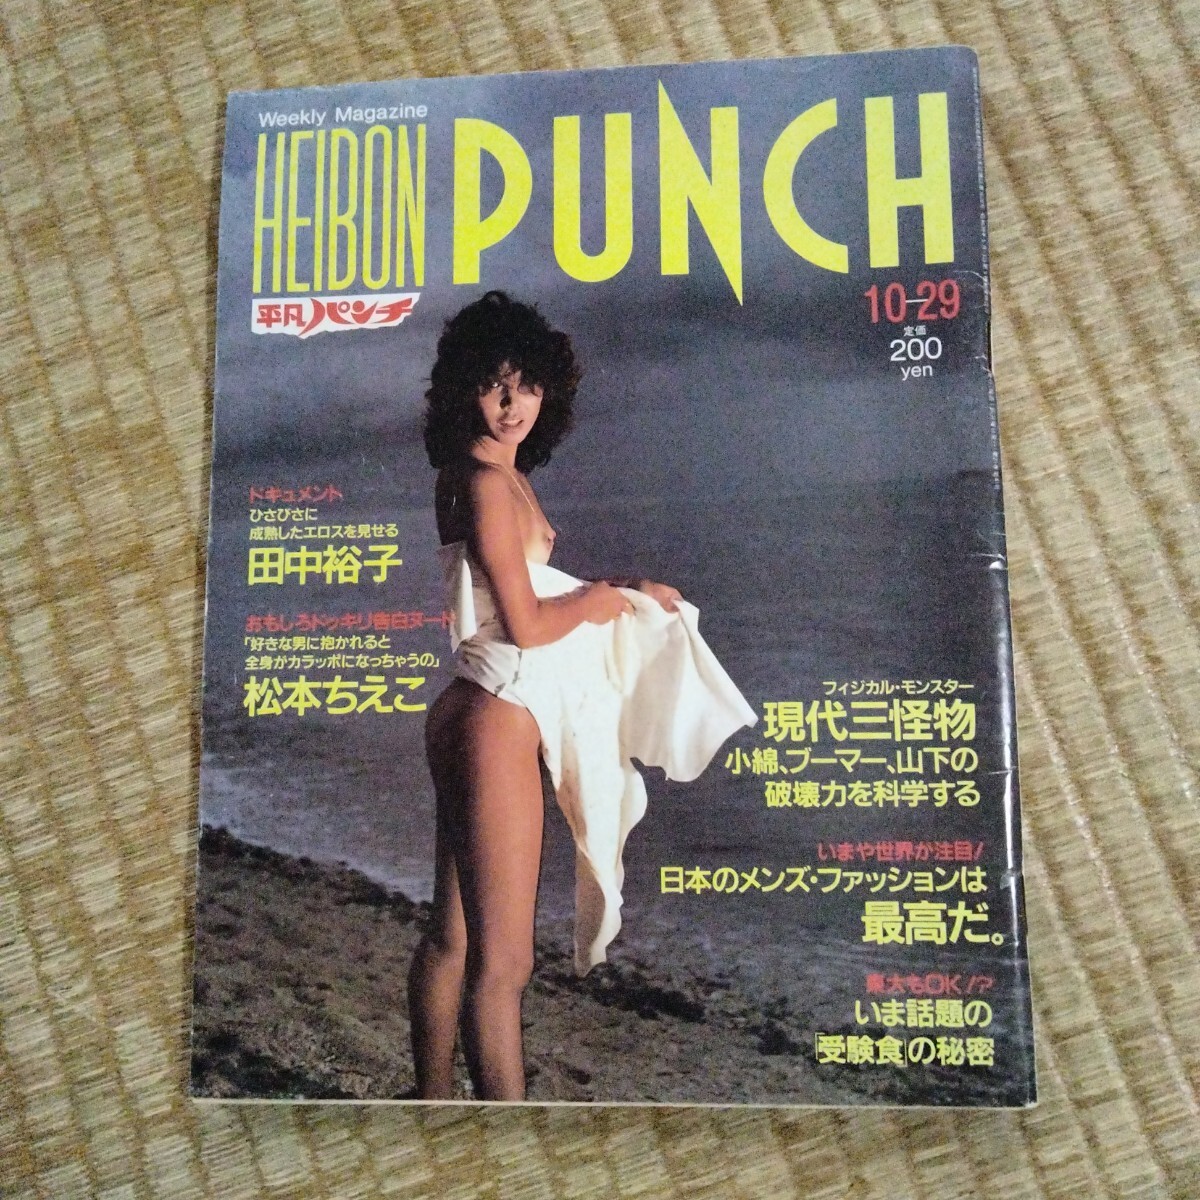 Weekly Magazine
HEIBON PUNCH
平凡パンチ
10-29
定価
200
yen
ドキュメント
ひさびさに
成熟したエロスを見せる
田中裕子
おもしろドッキリ告白ヌード
「好きな男に抱かれると
全身がカラッポになっちゃうの」
松本ちえこ
フィジカル・モンスター
現代三怪物
小綿、ブーマー、山下の
破壊力を科学する
いまや世界が注目!
日本のメンズ・ファッションは
最高だ。
東大もOK!?
いま話題の
「受験食」の秘密